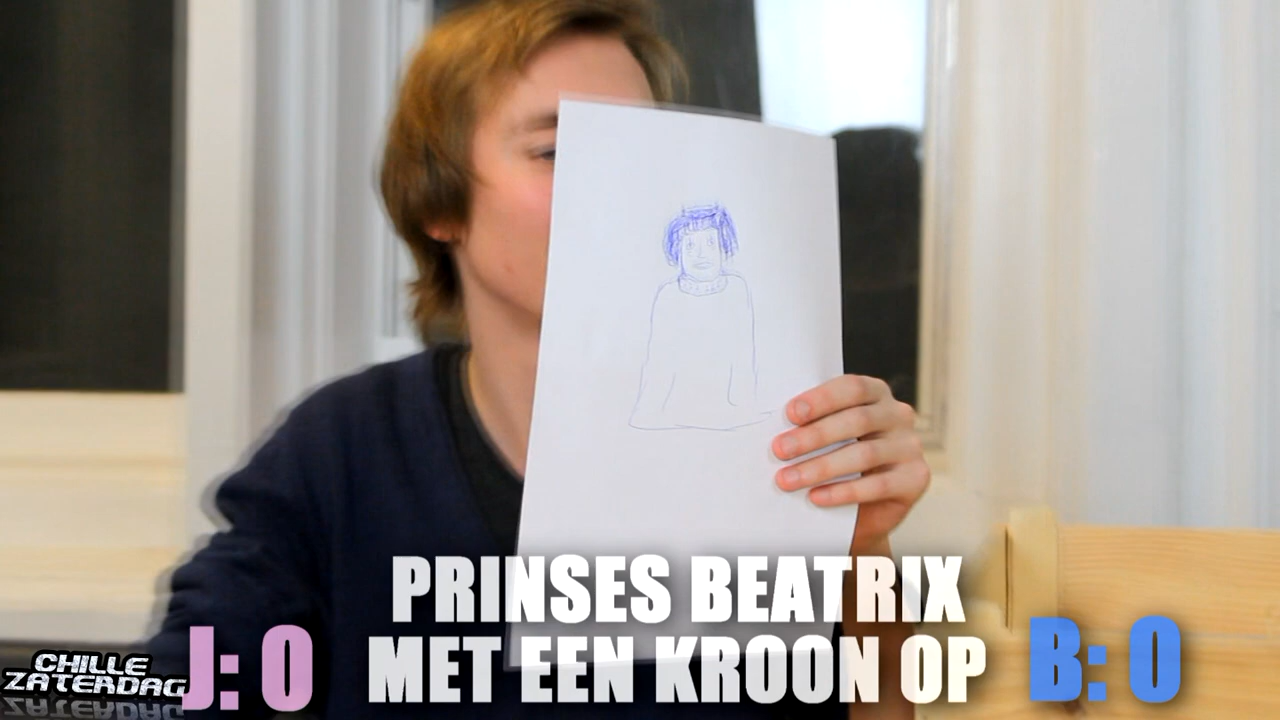 PRINSES BEATRIX
MET EEN KROON OP
J: 0
B: 0
CHILLE
ZATERDAG